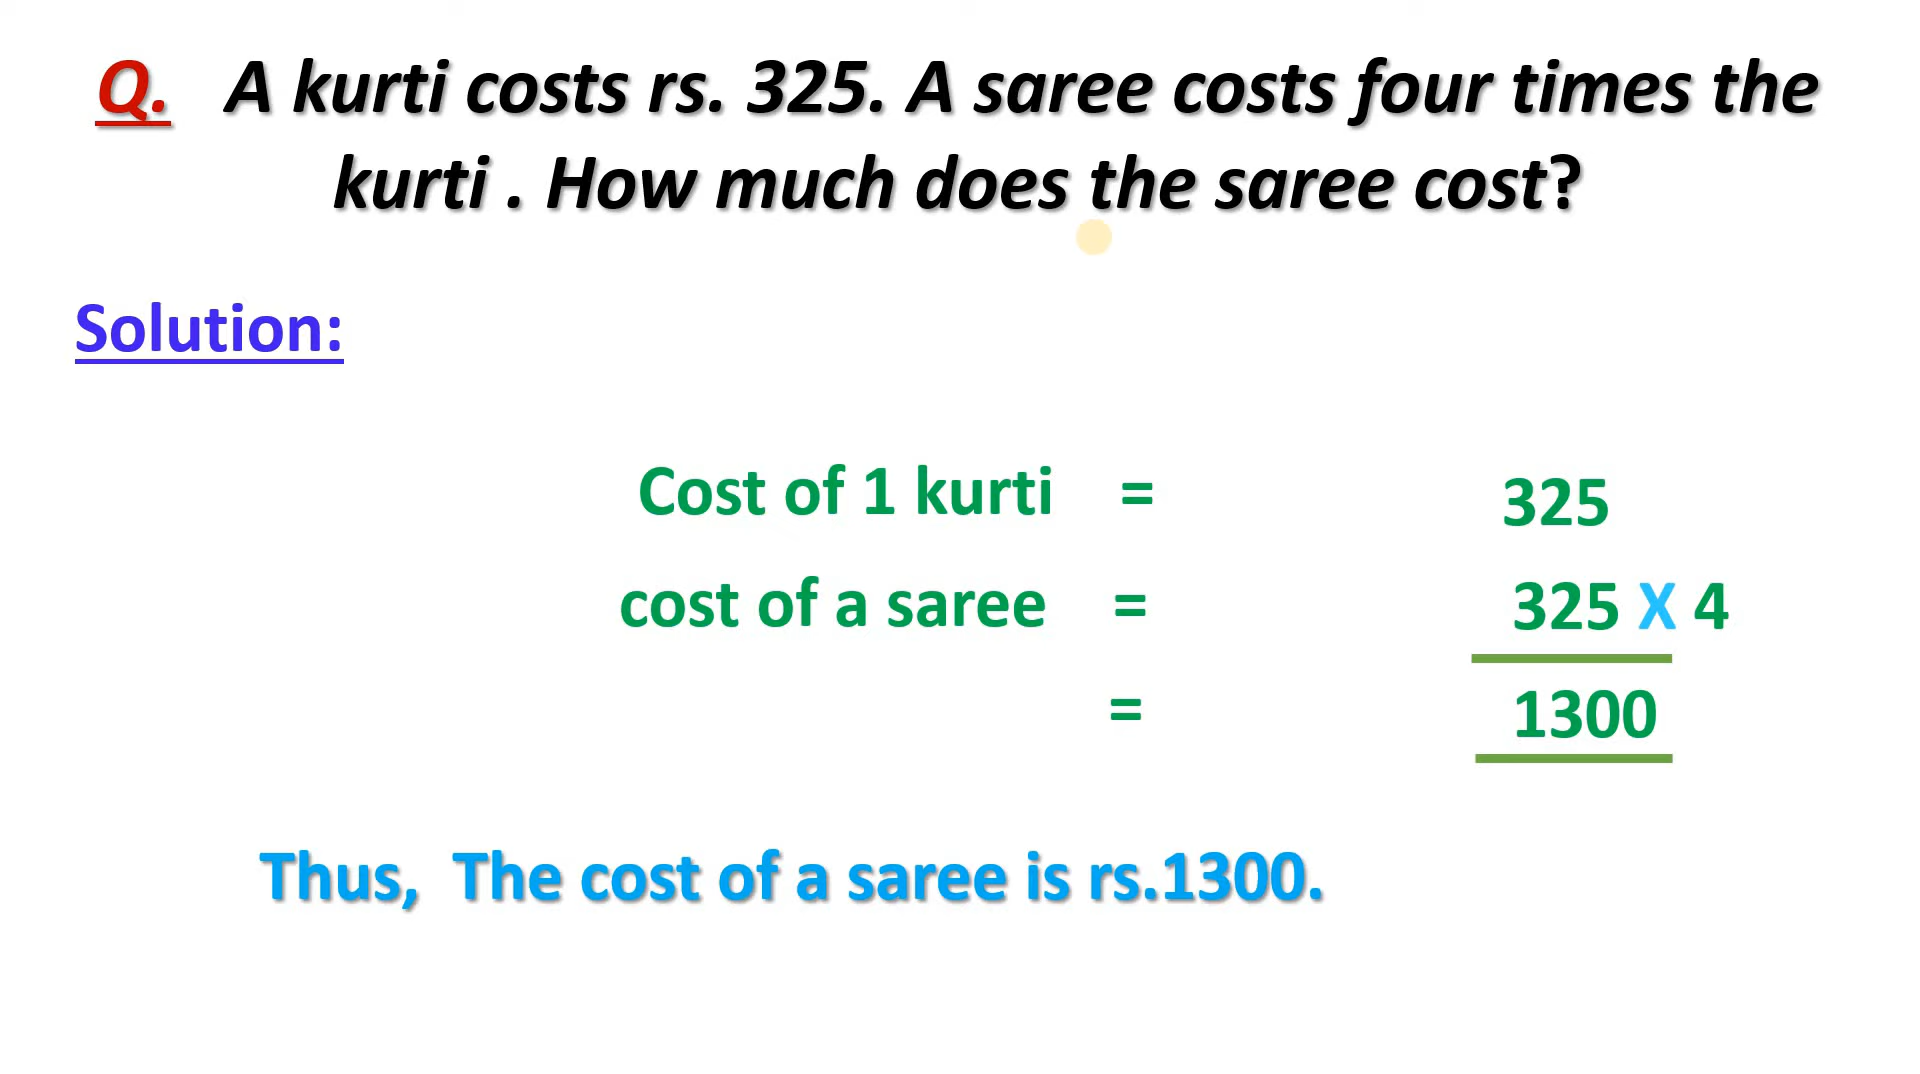 Q. A kurti costs rs. 325. A saree costs four times the
kurti . How much does the saree cost?
Solution:
Cost of 1 kurti = 325
cost of a saree = 325 X 4
= 1300
Thus, The cost of a saree is rs.1300.